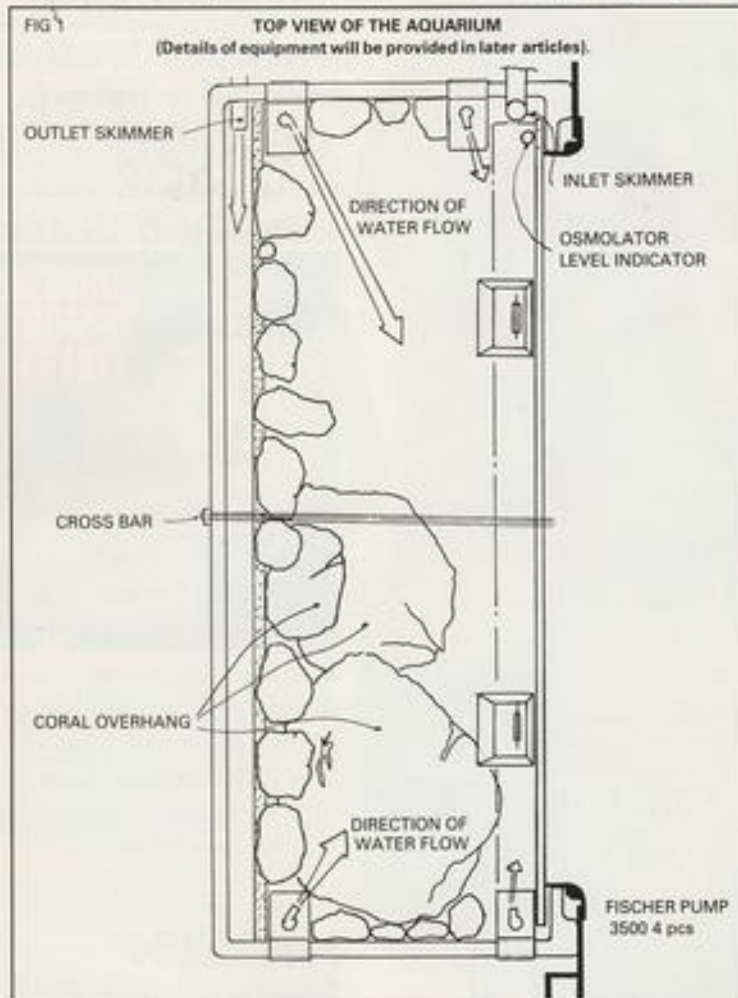 FIG 1
TOP VIEW OF THE AQUARIUM
(Details of equipment will be provided in later articles).
OUTLET SKIMMER
INLET SKIMMER
DIRECTION OF
WATER FLOW
OSMOLATOR
LEVEL INDICATOR
CROSS BAR
CORAL OVERHANG
DIRECTION OF
WATER FLOW
FISCHER PUMP
3500 4 pcs